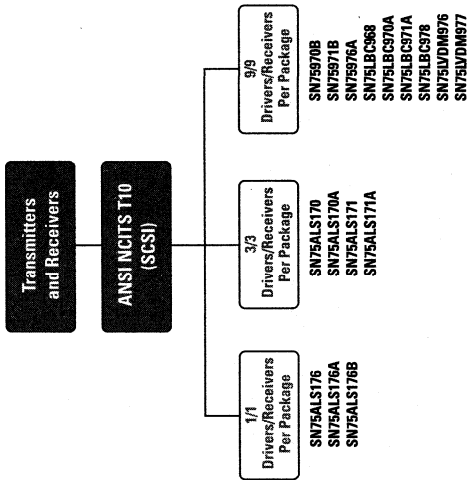 Transmitters
and Receivers
ANSI NCITS T10
(SCSI)
1/1
Drivers/Receivers
Per Package
SN75ALS176
SN75ALS176A
SN75ALS176B
3/3
Drivers/Receivers
Per Package
SN75ALS170
SN75ALS170A
SN75ALS171
SN75ALS171A
9/9
Drivers/Receivers
Per Package
SN75970B
SN75971B
SN75976A
SN75LBC968
SN75LBC970A
SN75LBC971A
SN75LBC978
SN75LVDM976
SN75LVDM977